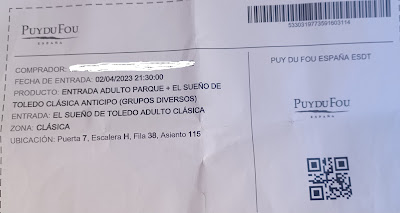 PUYDUFOU
ESPAÑA
5330319773591603114
COMPRADOR:
FECHA DE ENTRADA: 02/04/2023 21:30:00
PRODUCTO: ENTRADA ADULTO PARQUE + EL SUEÑO DE
TOLEDO CLÁSICA ANTICIPO (GRUPOS DIVERSOS)
ENTRADA: EL SUEÑO DE TOLEDO ADULTO CLÁSICA
ZONA: CLÁSICA
UBICACIÓN: Puerta 7, Escalera H, Fila 38, Asiento 115
PUY DU FOU ESPAÑA ESDT
PUYDUFOU
ESPAÑA